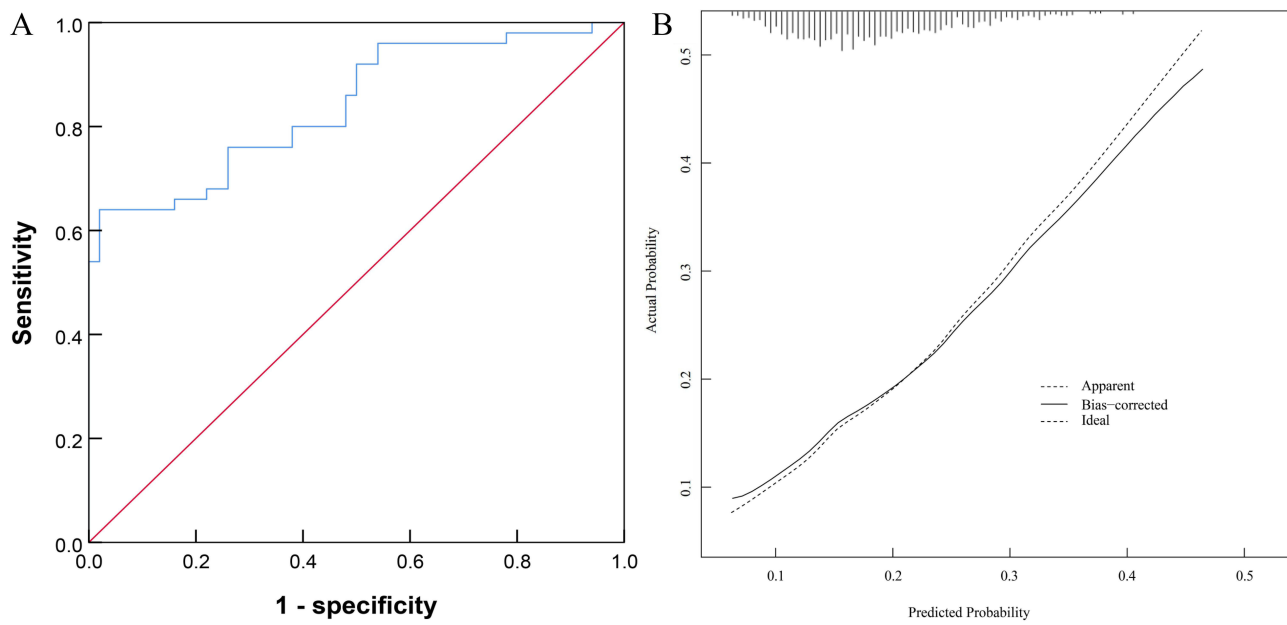 A
1.0
0.8
0.6
0.4
0.2
0.0
Sensitivity
0.0 0.2 0.4 0.6 0.8 1.0
1 - specificity
B
0.5
0.4
0.3
0.2
0.1
Actual Probability
Apparent
Bias-corrected
Ideal
0.1 0.2 0.3 0.4 0.5
Predicted Probability